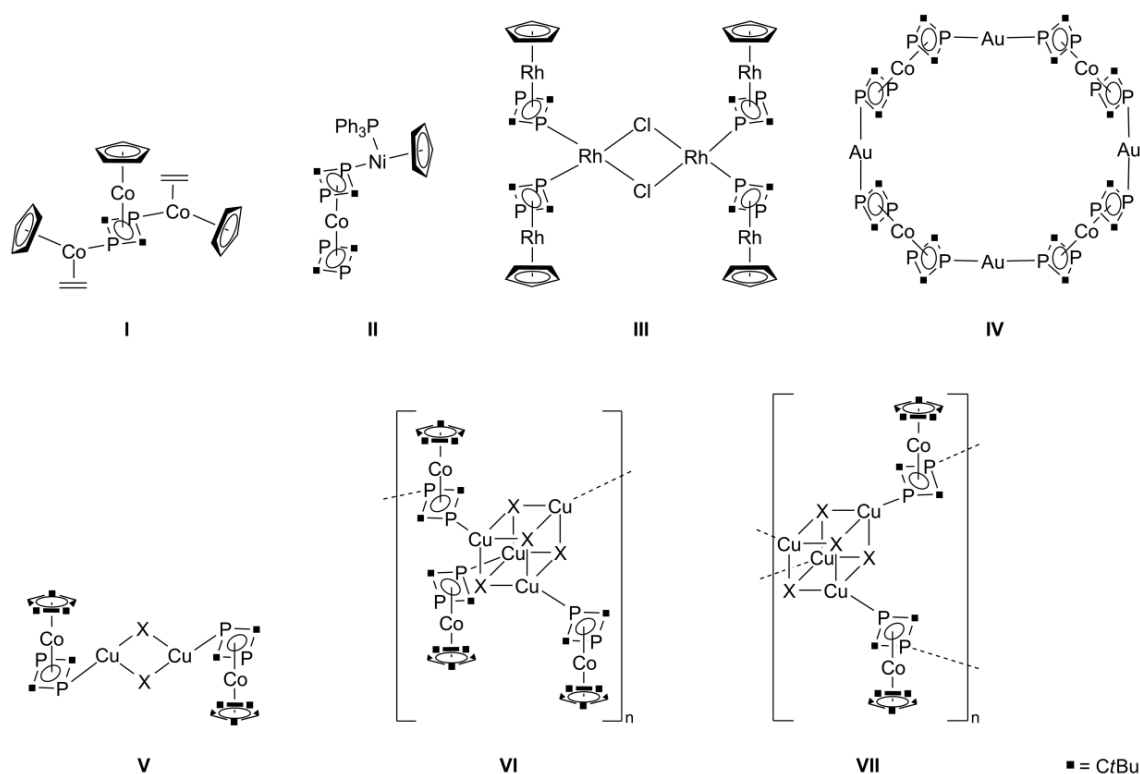 Co
P
Co
Co
P
I
Ph3P
Ni
P
P
Co
P
P
II
Rh Rh
P P
P P
Cl
Rh Rh
Cl
P P
P P
Rh Rh
III
P P Au P P
Co Co
P P P P
Au Au
P P P P
Co Co
P P Au P P
IV
Co
P X P
P Cu Cu P
P X Co
V
Co
P
P X Cu
Cu X
P Cu X
X Cu
P P
Co P
Co
n
VI
Co
P
P
X Cu
Cu X
Cu X
X Cu
P
P
Co
n
VII
■ = CtBu